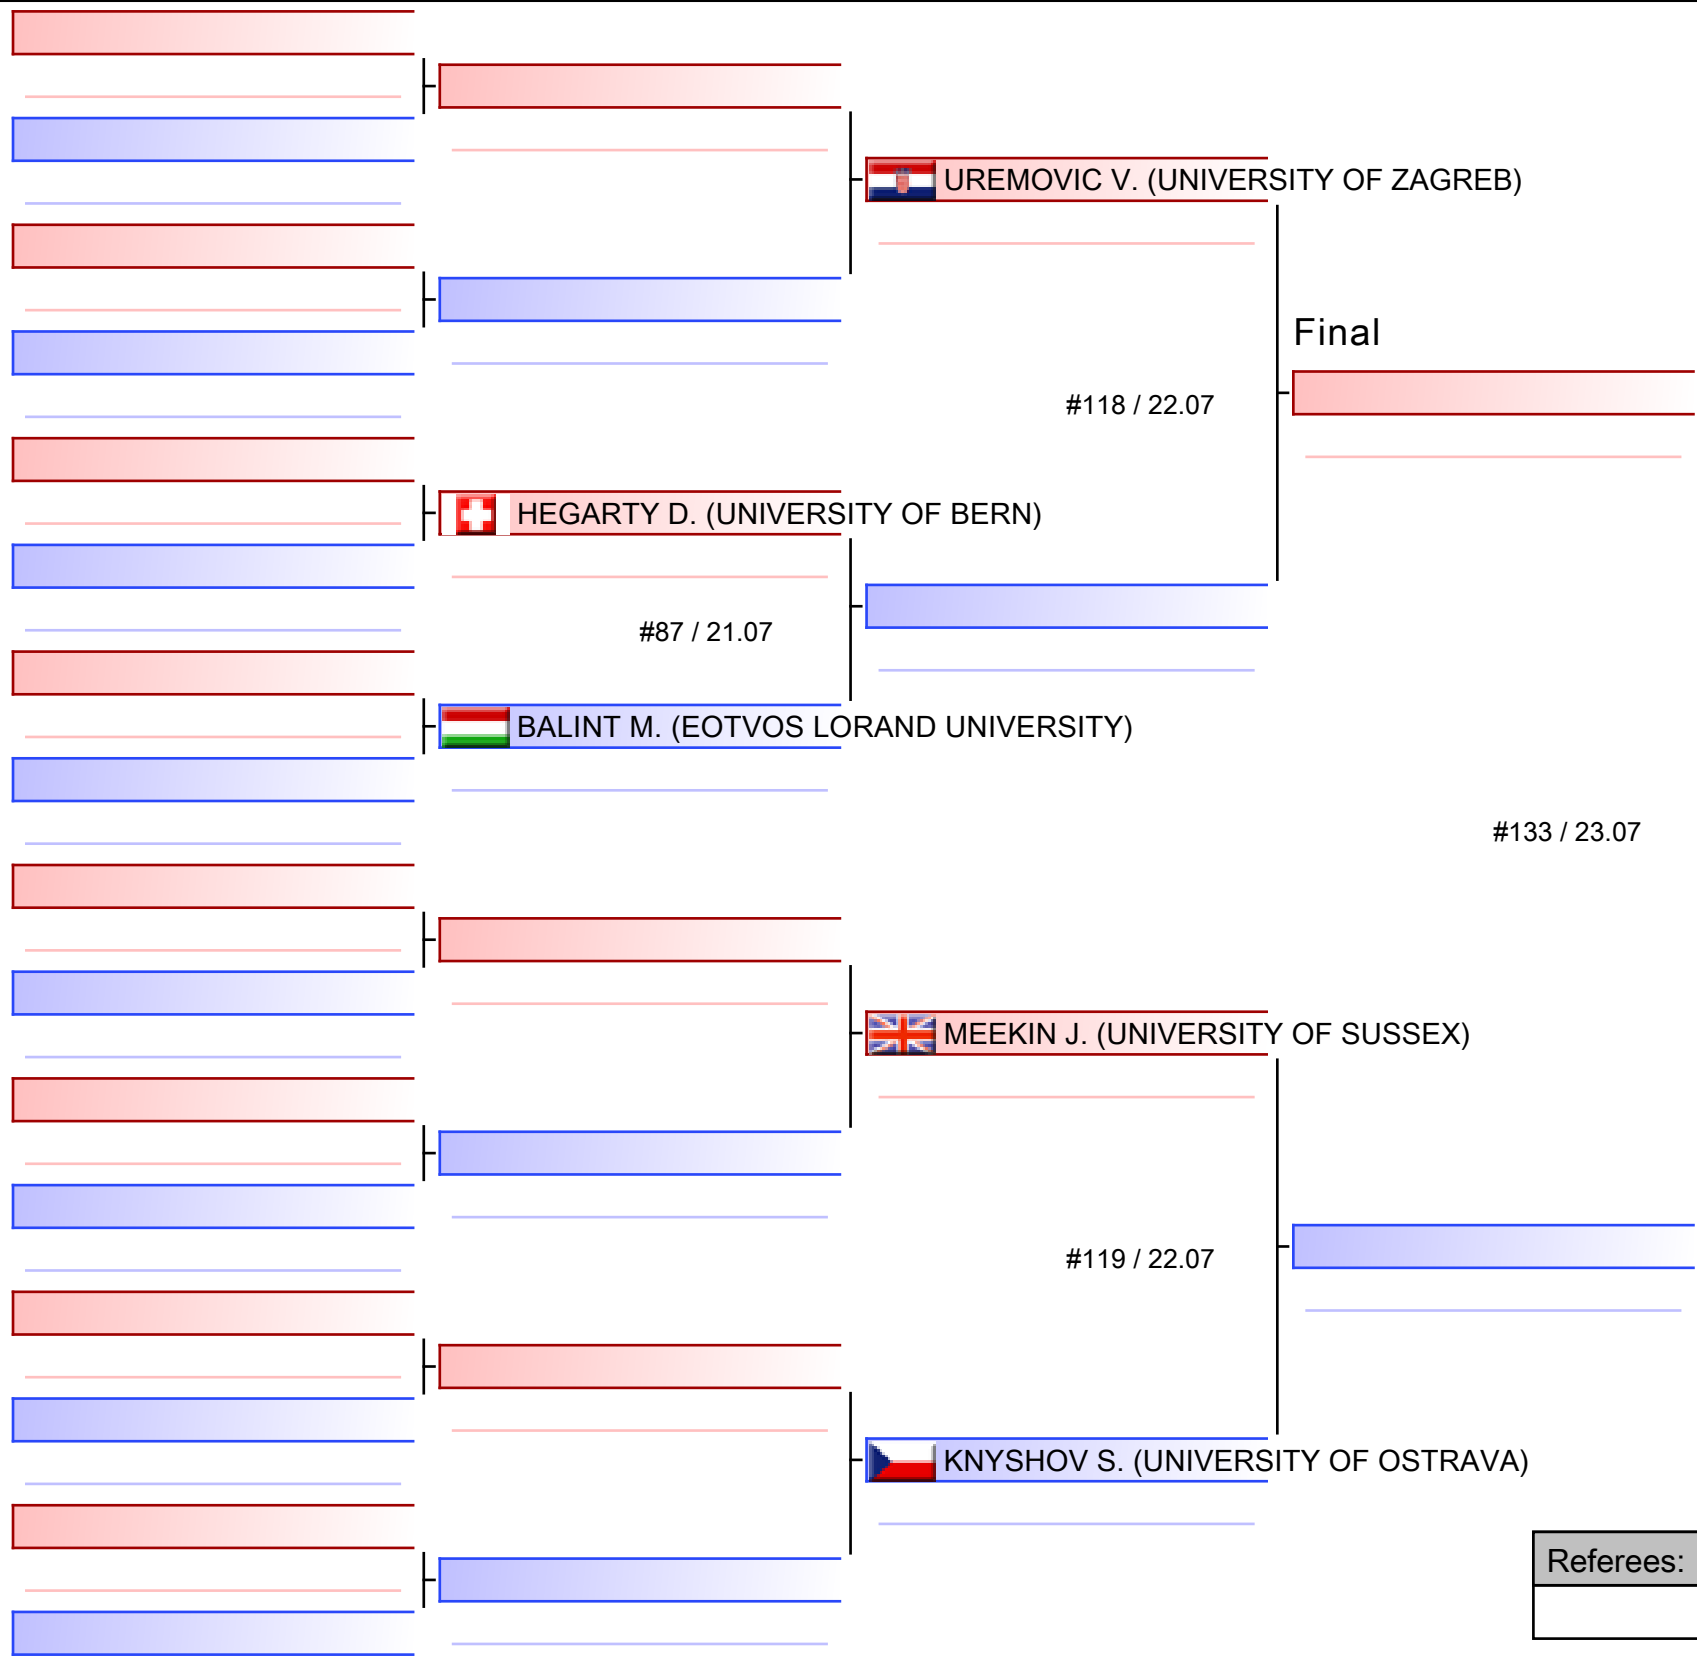 UREMOVIC V. (UNIVERSITY OF ZAGREB)
Final
#118 / 22.07
HEGARTY D. (UNIVERSITY OF BERN)
#87 / 21.07
BALINT M. (EOTVOS LORAND UNIVERSITY)
#133 / 23.07
MEEKIN J. (UNIVERSITY OF SUSSEX)
#119 / 22.07
KNYSHOV S. (UNIVERSITY OF OSTRAVA)
Referees: